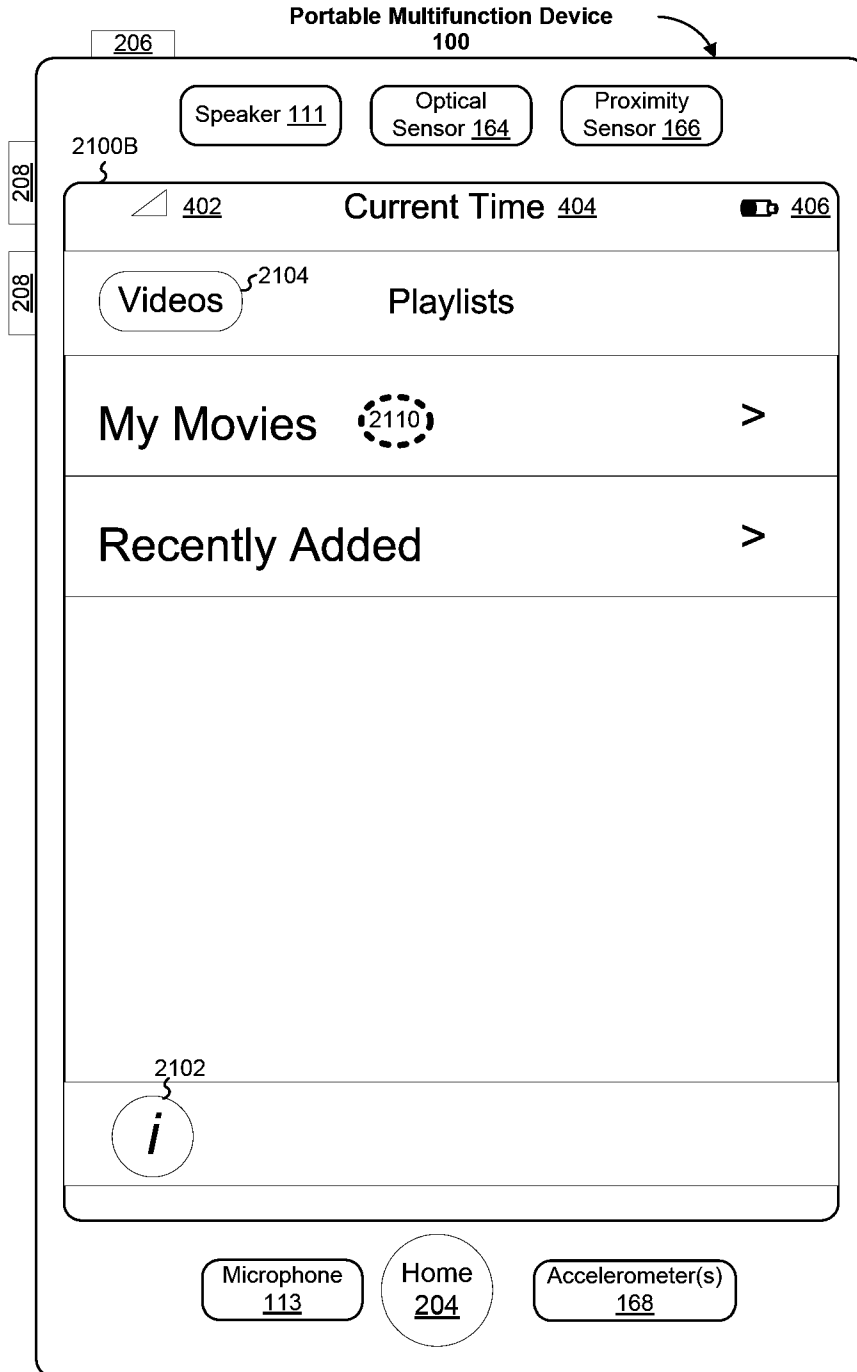 Portable Multifunction Device
100
206
Speaker 111
Optical
Sensor 164
Proximity
Sensor 166
2100B
208
402
Current Time 404
406
208
Videos
2104
Playlists
My Movies
2110
>
Recently Added
>
2102
i
Microphone
113
Home
204
Accelerometer(s)
168